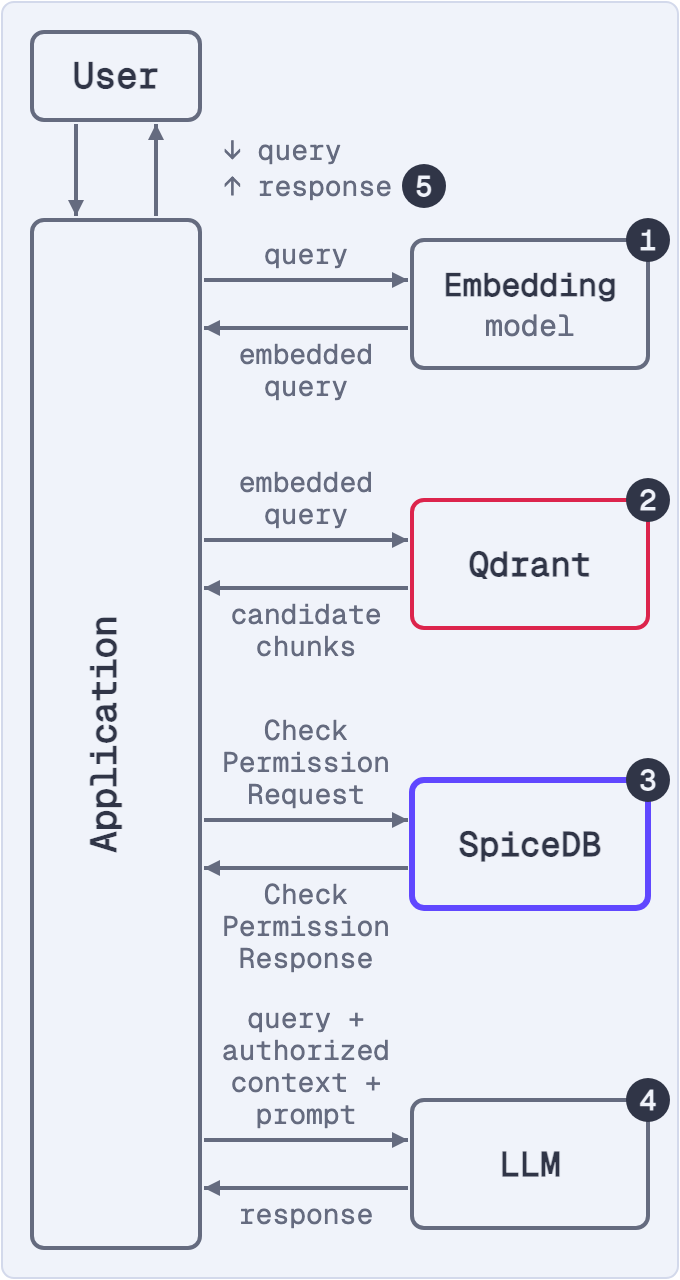 User
↓ query
↑ response 5
Application
query
1
Embedding
model
embedded
query
embedded
query
2
Qdrant
candidate
chunks
Check
Permission
Request
3
SpiceDB
Check
Permission
Response
query +
authorized
context +
prompt
4
LLM
response